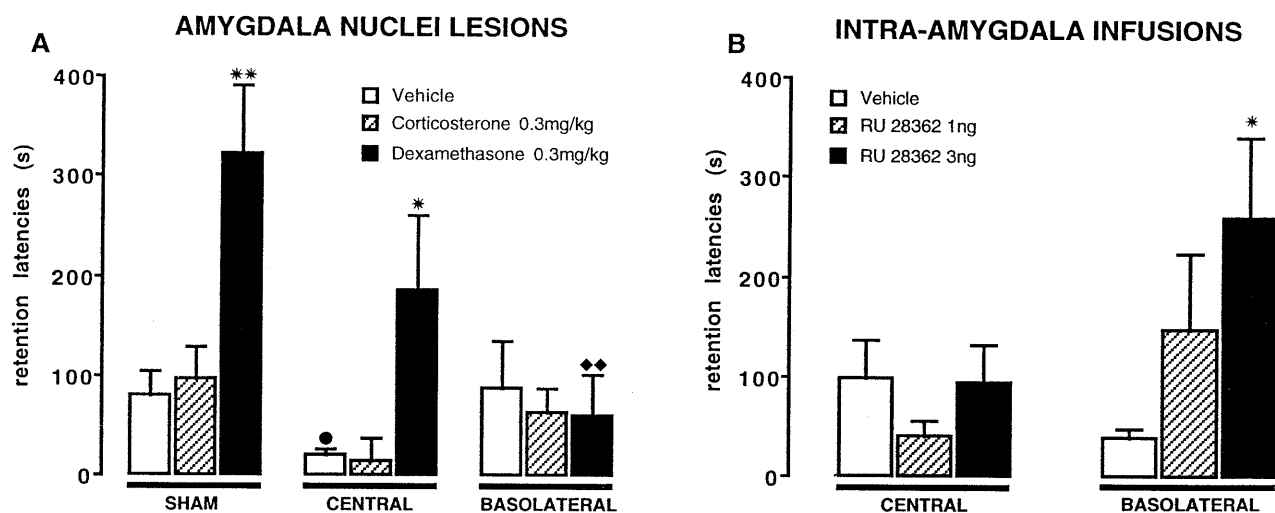 A
AMYGDALA NUCLEI LESIONS
retention latencies (s)
400
300
200
100
0
**
*
●
◆◆
Vehicle
Corticosterone 0.3mg/kg
Dexamethasone 0.3mg/kg
SHAM
CENTRAL
BASOLATERAL
B
INTRA-AMYGDALA INFUSIONS
retention latencies (s)
400
300
200
100
0
*
Vehicle
RU 28362 1ng
RU 28362 3ng
CENTRAL
BASOLATERAL